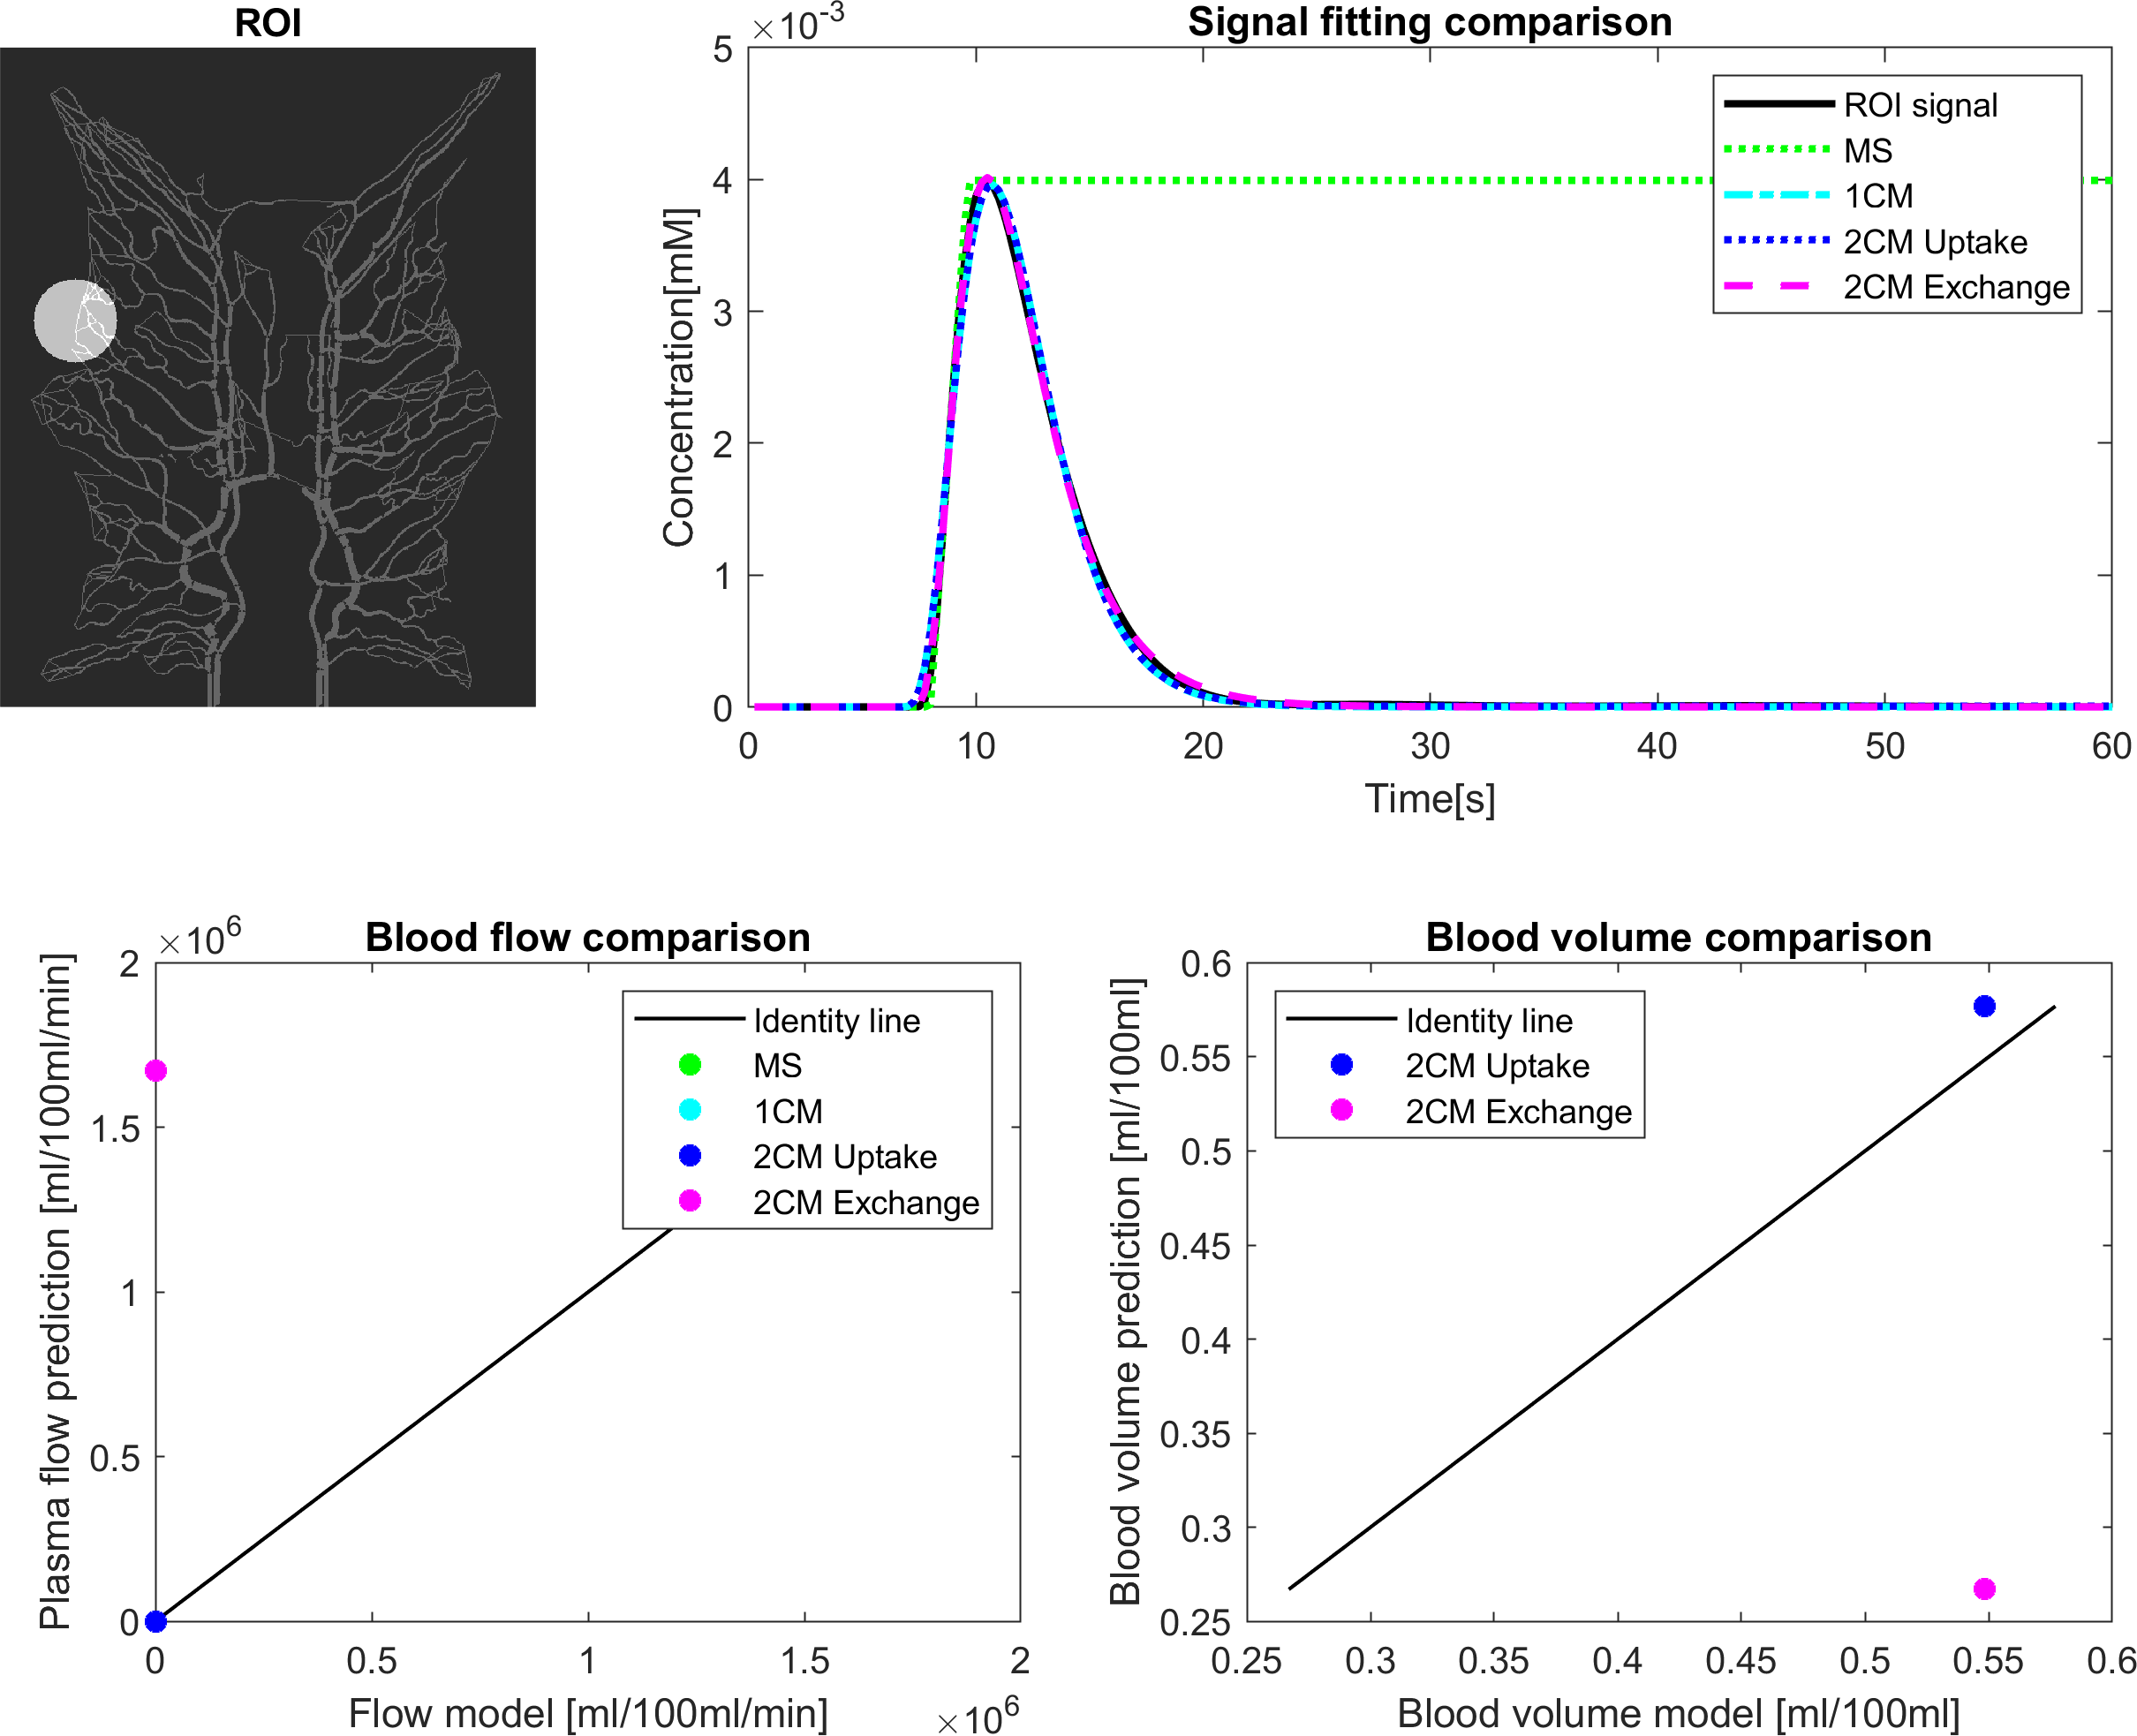 ROI
Signal fitting comparison
×10-3
5
4
3
2
1
0
Concentration[mM]
0 10 20 30 40 50 60
Time[s]
ROI signal
MS
1CM
2CM Uptake
2CM Exchange
Blood flow comparison
×106
2
1.5
1
0.5
0
Plasma flow prediction [ml/100ml/min]
Identity line
MS
1CM
2CM Uptake
2CM Exchange
0 0.5 1 1.5 2
Flow model [ml/100ml/min]
×106
Blood volume comparison
0.6
0.55
0.5
0.45
0.4
0.35
0.3
0.25
Blood volume prediction [ml/100ml]
Identity line
2CM Uptake
2CM Exchange
0.25 0.3 0.35 0.4 0.45 0.5 0.55 0.6
Blood volume model [ml/100ml]